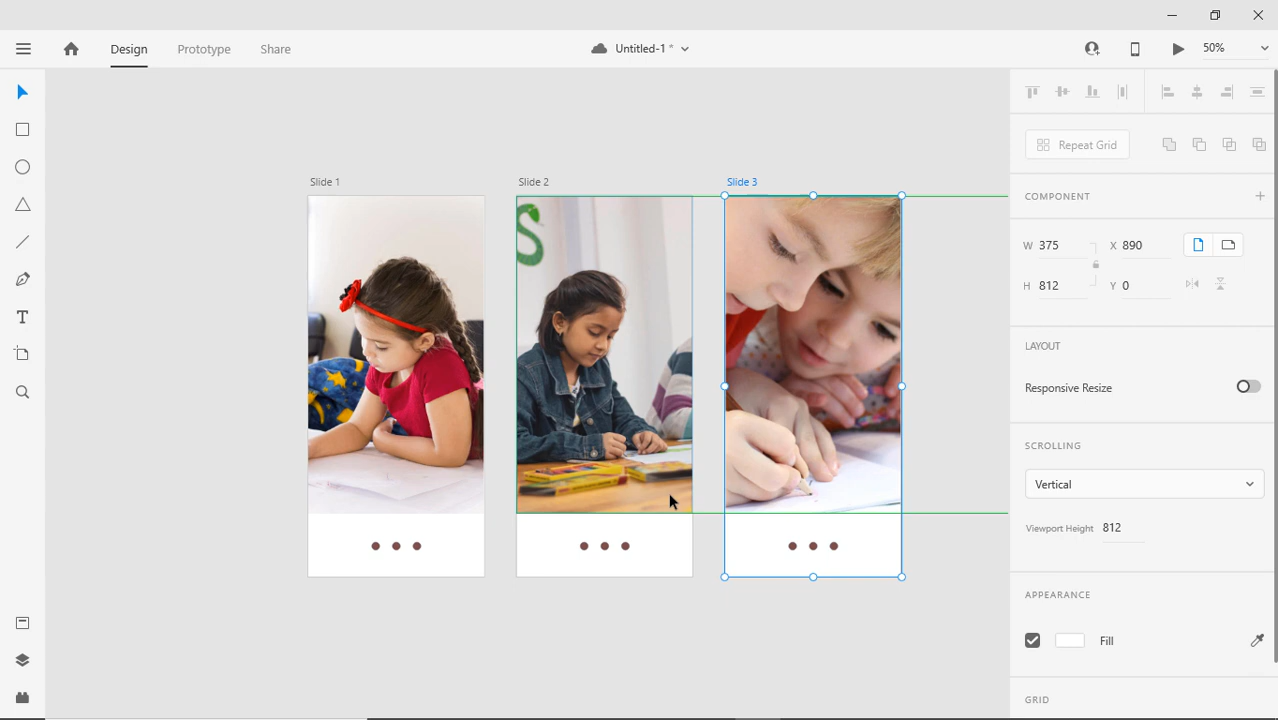 Design Prototype Share Untitled-1 * 50%
Repeat Grid
COMPONENT
W 375 X 890
H 812 Y 0
LAYOUT
Responsive Resize
SCROLLING
Vertical
Viewport Height 812
APPEARANCE
Fill
GRID
T
Slide 1 Slide 2 Slide 3
S